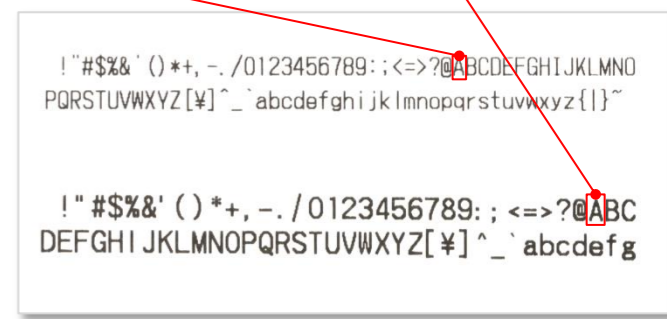 !"#$%&'()*+,-./0123456789:;<=>?@ABCDEFGHIJKLMNO
PQRSTUVWXYZ[¥]^_`abcdefghijklmnopqrstuvwxyz{|}~
!"#$%&'()*+,-./0123456789:;<=>?@ABC
DEFGHIJKLMNOPQRSTUVWXYZ[¥]^_`abcdefg